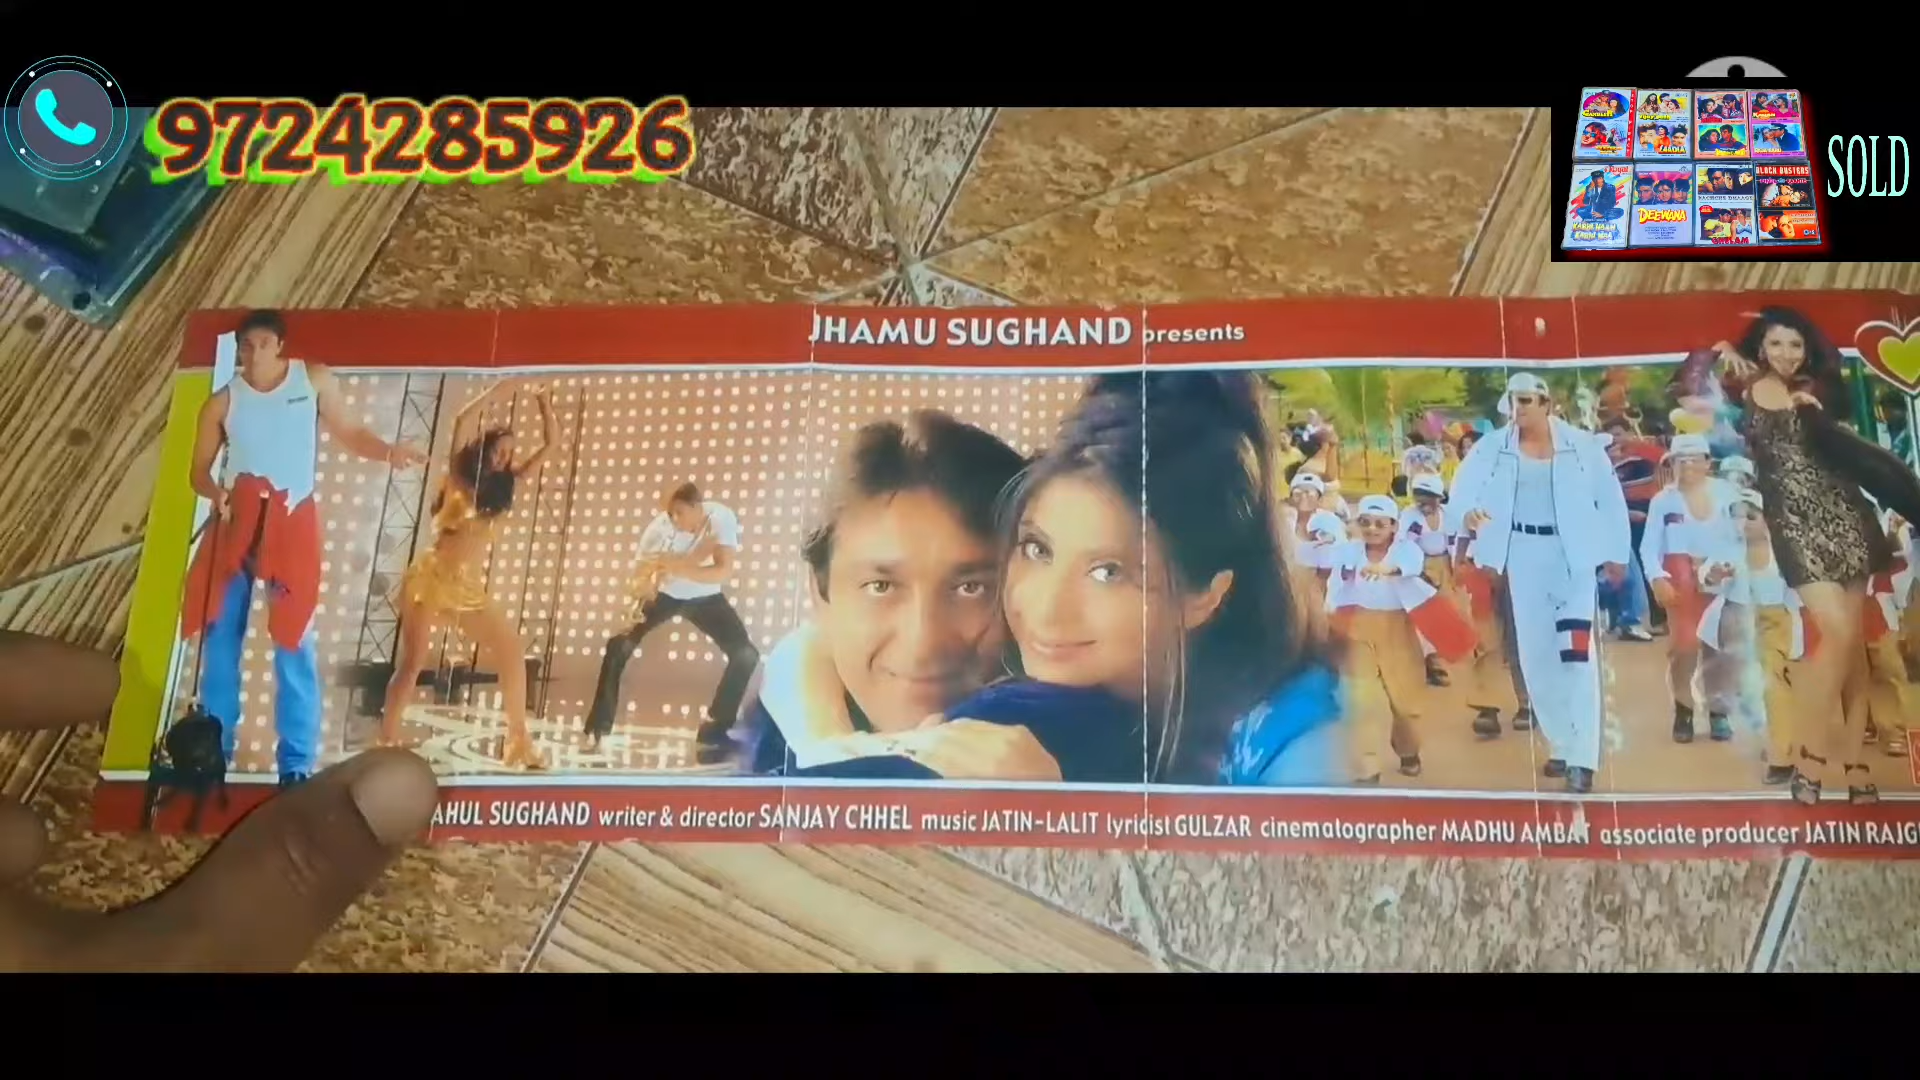 9724285926
SOLD
DEEWANA
JHAMU SUGHAND presents
AHUL SUGHAND writer & director SANJAY CHHEL music JATIN-LALIT lyricist GULZAR cinematographer MADHU AMBAT associate producer JATIN RAJG